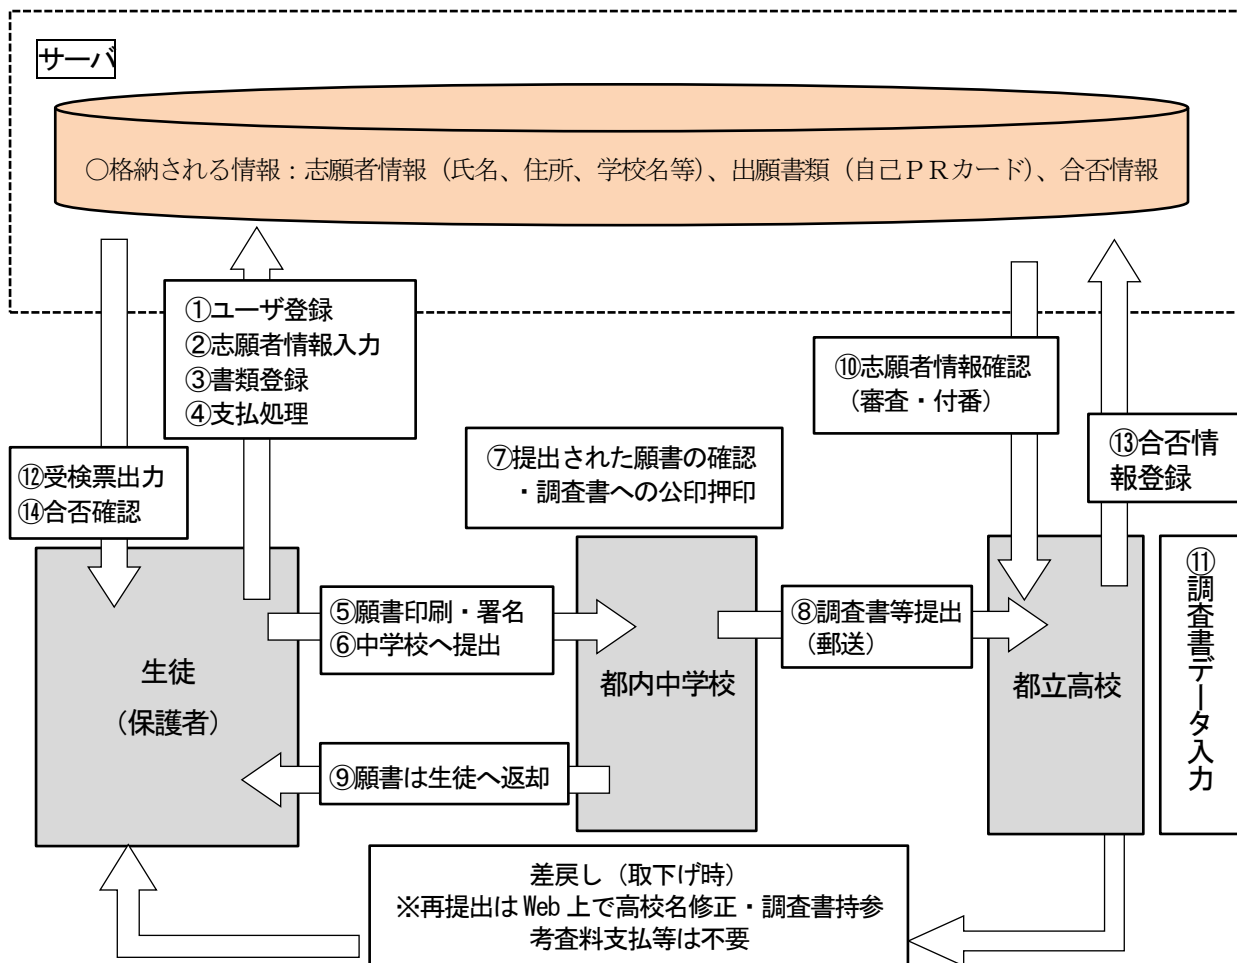 サーバ
○格納される情報：志願者情報（氏名、住所、学校名等）、出願書類（自己ＰＲカード）、合否情報
①ユーザ登録
②志願者情報入力
③書類登録
④支払処理
⑩志願者情報確認
（審査・付番）
⑫受検票出力
⑭合否確認
⑦提出された願書の確認
・調査書への公印押印
⑬合否情
報登録
⑤願書印刷・署名
⑥中学校へ提出
⑧調査書等提出
（郵送）
⑪調査書データ入力
生徒
（保護者）
都内中学校
都立高校
⑨願書は生徒へ返却
差戻し（取下げ時）
※再提出は Web 上で高校名修正・調査書持参
考査料支払等は不要